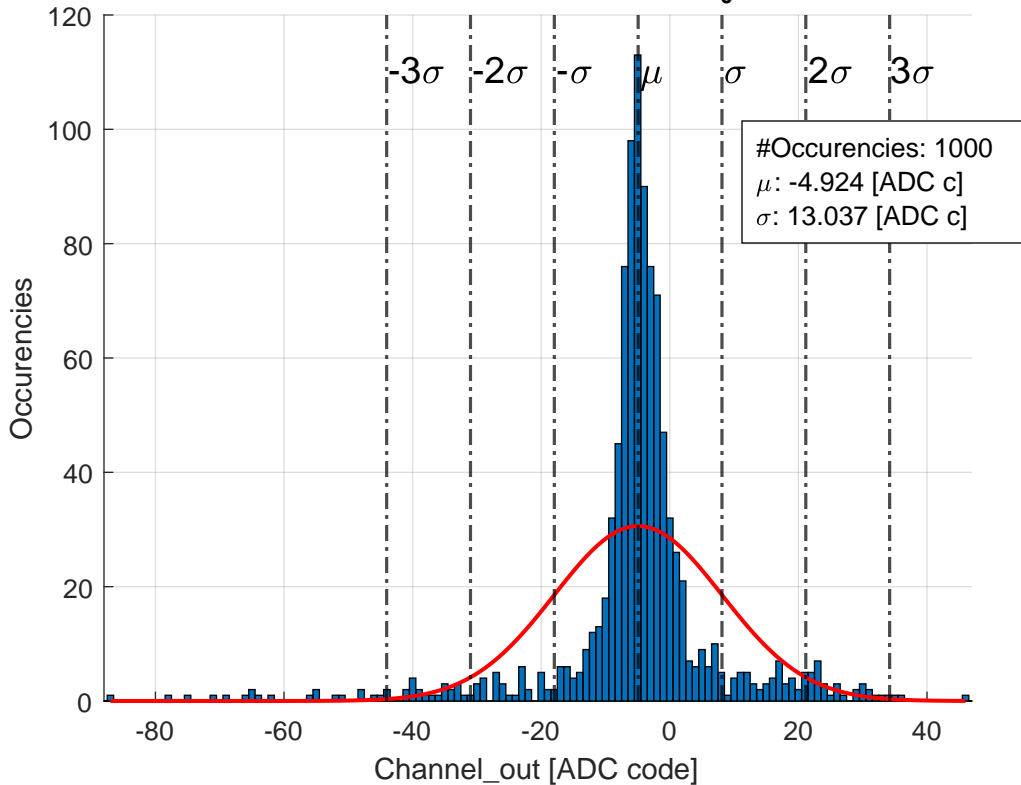 120
100
80
60
40
20
0
-3σ -2σ -σ μ σ 2σ 3σ
#Occurencies: 1000
μ: -4.924 [ADC c]
σ: 13.037 [ADC c]
Occurencies
-80 -60 -40 -20 0 20 40
Channel_out [ADC code]